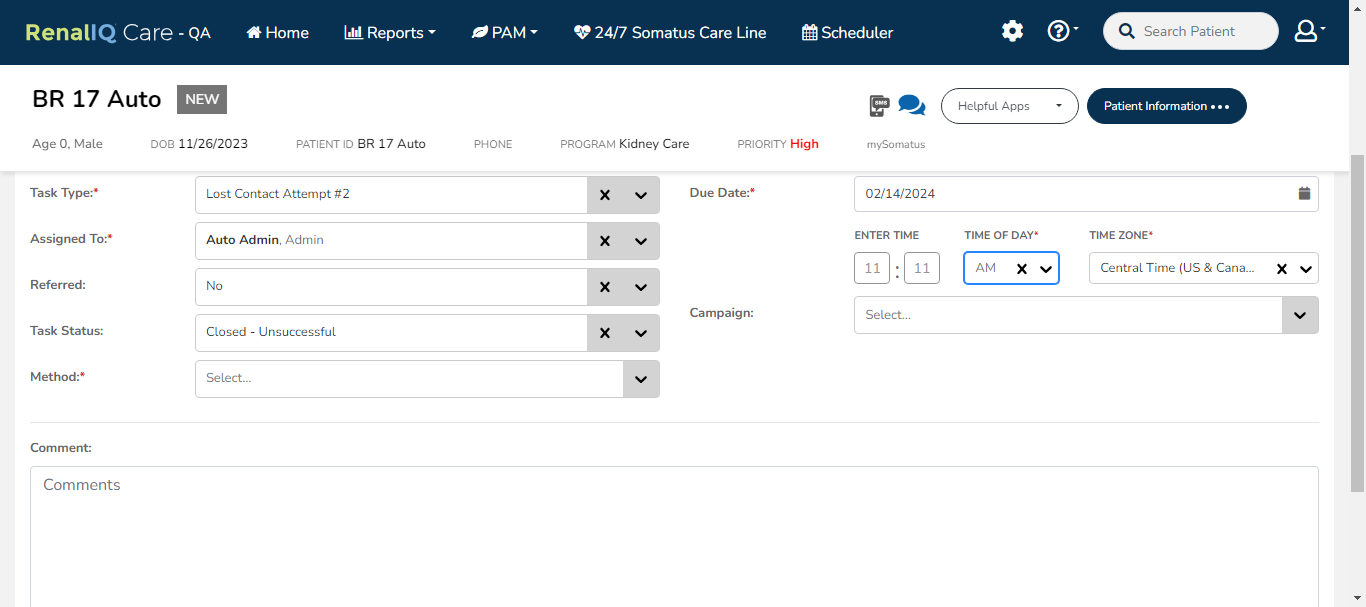 RenalIQ Care - QA Home Reports PAM 24/7 Somatus Care Line Scheduler Search Patient
BR 17 Auto NEW SMS Helpful Apps Patient Information
Age 0, Male DOB 11/26/2023 PATIENT ID BR 17 Auto PHONE PROGRAM Kidney Care PRIORITY High mySomatus
Task Type:* Lost Contact Attempt #2 Due Date:* 02/14/2024
Assigned To:* Auto Admin, Admin ENTER TIME TIME OF DAY* TIME ZONE*
11 : 11 AM Central Time (US & Cana...
Referred: No
Campaign: Select...
Task Status: Closed - Unsuccessful
Method:* Select...
Comment:
Comments